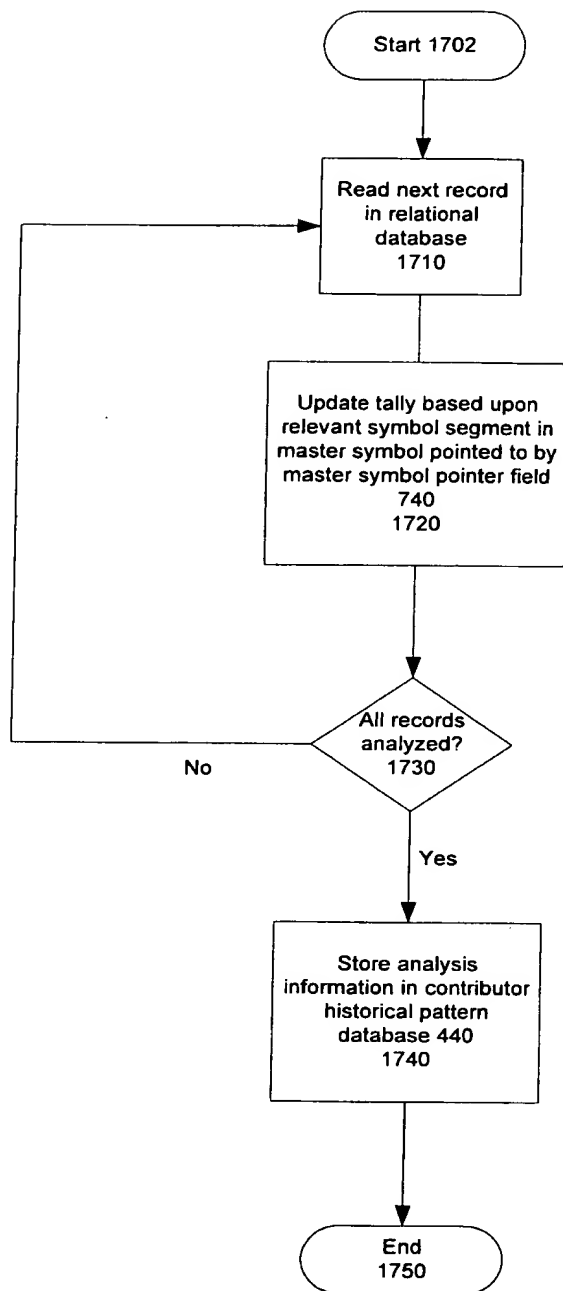 Start 1702
Read next record
in relational
database
1710
Update tally based upon
relevant symbol segment in
master symbol pointed to by
master symbol pointer field
740
1720
All records
analyzed?
1730
No
Yes
Store analysis
information in contributor
historical pattern
database 440
1740
End
1750